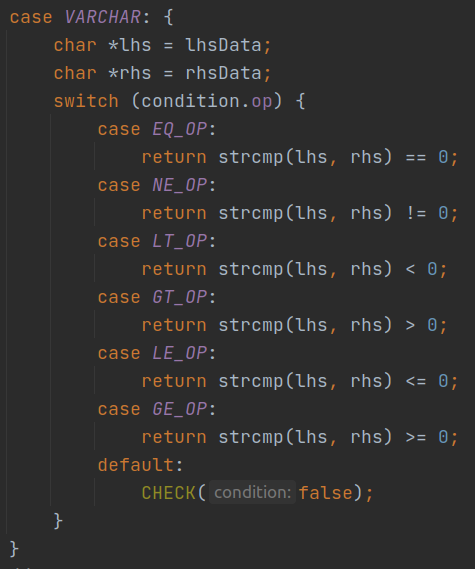 case VARCHAR: {
    char *lhs = lhsData;
    char *rhs = rhsData;
    switch (condition.op) {
        case EQ_OP:
            return strcmp(lhs, rhs) == 0;
        case NE_OP:
            return strcmp(lhs, rhs) != 0;
        case LT_OP:
            return strcmp(lhs, rhs) < 0;
        case GT_OP:
            return strcmp(lhs, rhs) > 0;
        case LE_OP:
            return strcmp(lhs, rhs) <= 0;
        case GE_OP:
            return strcmp(lhs, rhs) >= 0;
        default:
            CHECK( condition: false);
    }
}